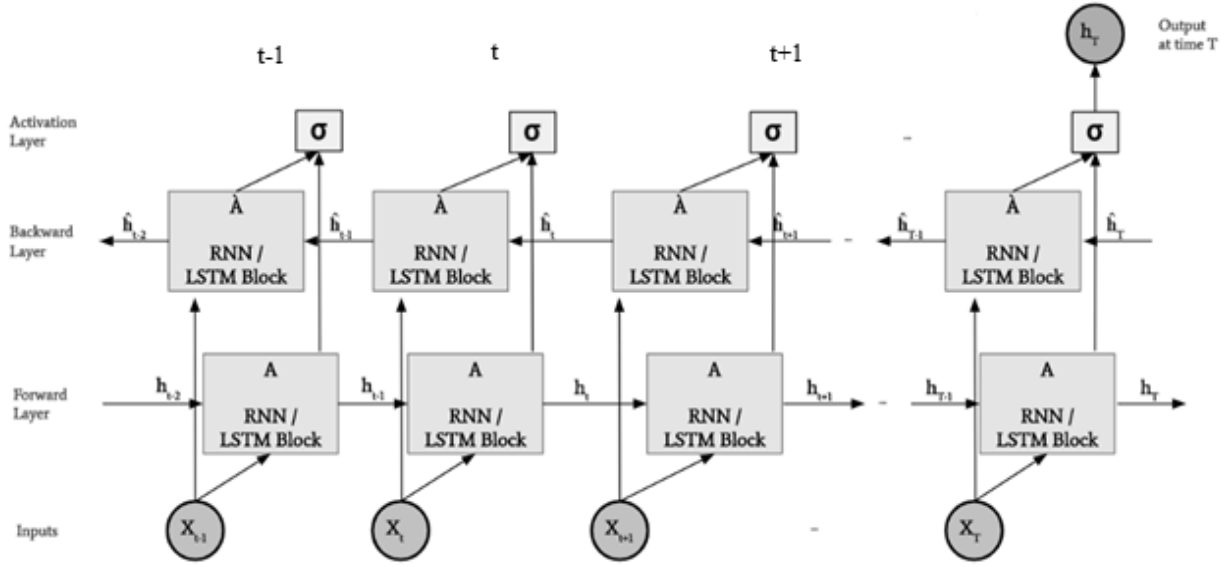 t-1 t t+1
h_T Output
at time T
Activation
Layer
σ σ σ – σ
Backward
Layer
ĥ_t-2 À ĥ_t-1 À ĥ_t À ĥ_t+1 – ĥ_T-1 À ĥ_T
RNN / RNN / RNN / RNN /
LSTM Block LSTM Block LSTM Block LSTM Block
Forward
Layer
h_t-2 A h_t-1 A h_t A h_t+1 – h_T-1 A h_T
RNN / RNN / RNN / RNN /
LSTM Block LSTM Block LSTM Block LSTM Block
Inputs X_t-1 X_t X_t+1 – X_T